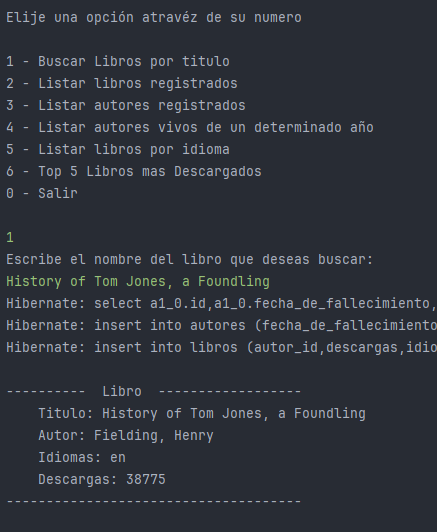 Elije una opción atravéz de su numero
1 - Buscar Libros por titulo
2 - Listar libros registrados
3 - Listar autores registrados
4 - Listar autores vivos de un determinado año
5 - Listar libros por idioma
6 - Top 5 Libros mas Descargados
0 - Salir
1
Escribe el nombre del libro que deseas buscar:
History of Tom Jones, a Foundling
Hibernate: select a1_0.id,a1_0.fecha_de_fallecimiento,
Hibernate: insert into autores (fecha_de_fallecimiento
Hibernate: insert into libros (autor_id,descargas,idio
----------  Libro  ------------------
Titulo: History of Tom Jones, a Foundling
Autor: Fielding, Henry
Idiomas: en
Descargas: 38775
-------------------------------------